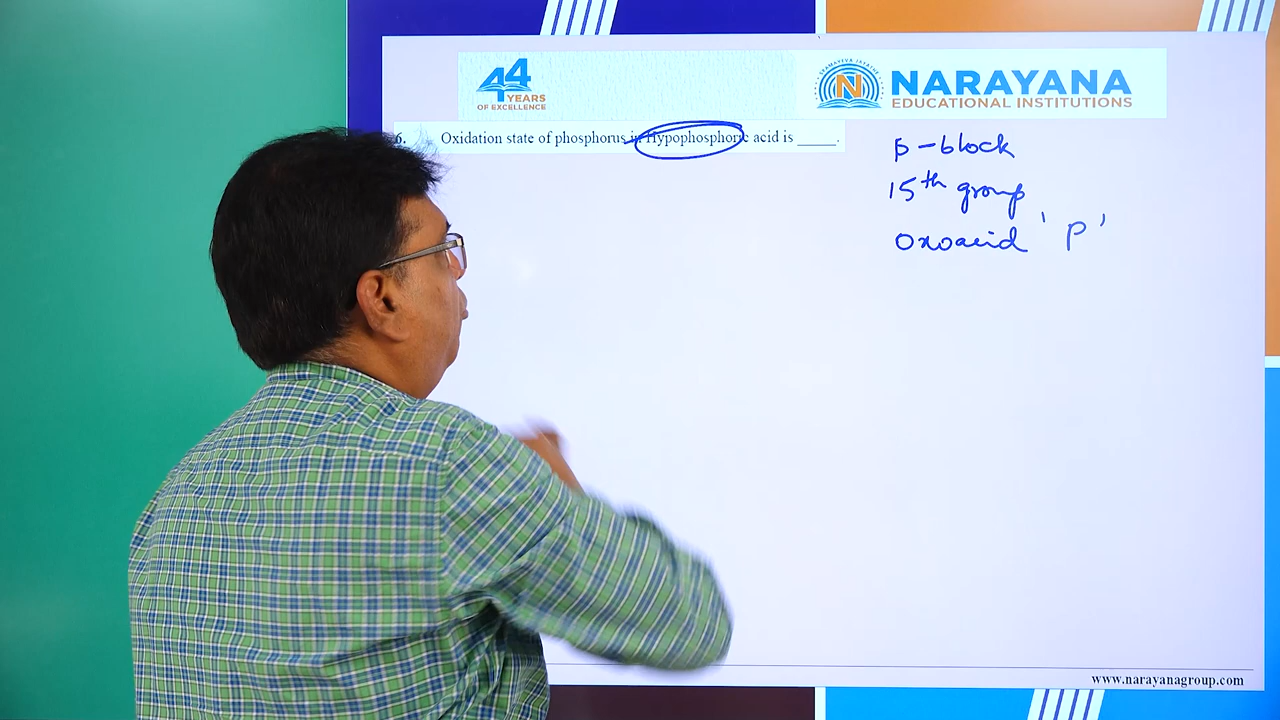 44
YEARS
OF EXCELLENCE
NARAYANA
EDUCATIONAL INSTITUTIONS
6. Oxidation state of phosphorus in Hypophosphoric acid is _____.
p-block
15th group
oxoacid 'P'
www.narayanagroup.com